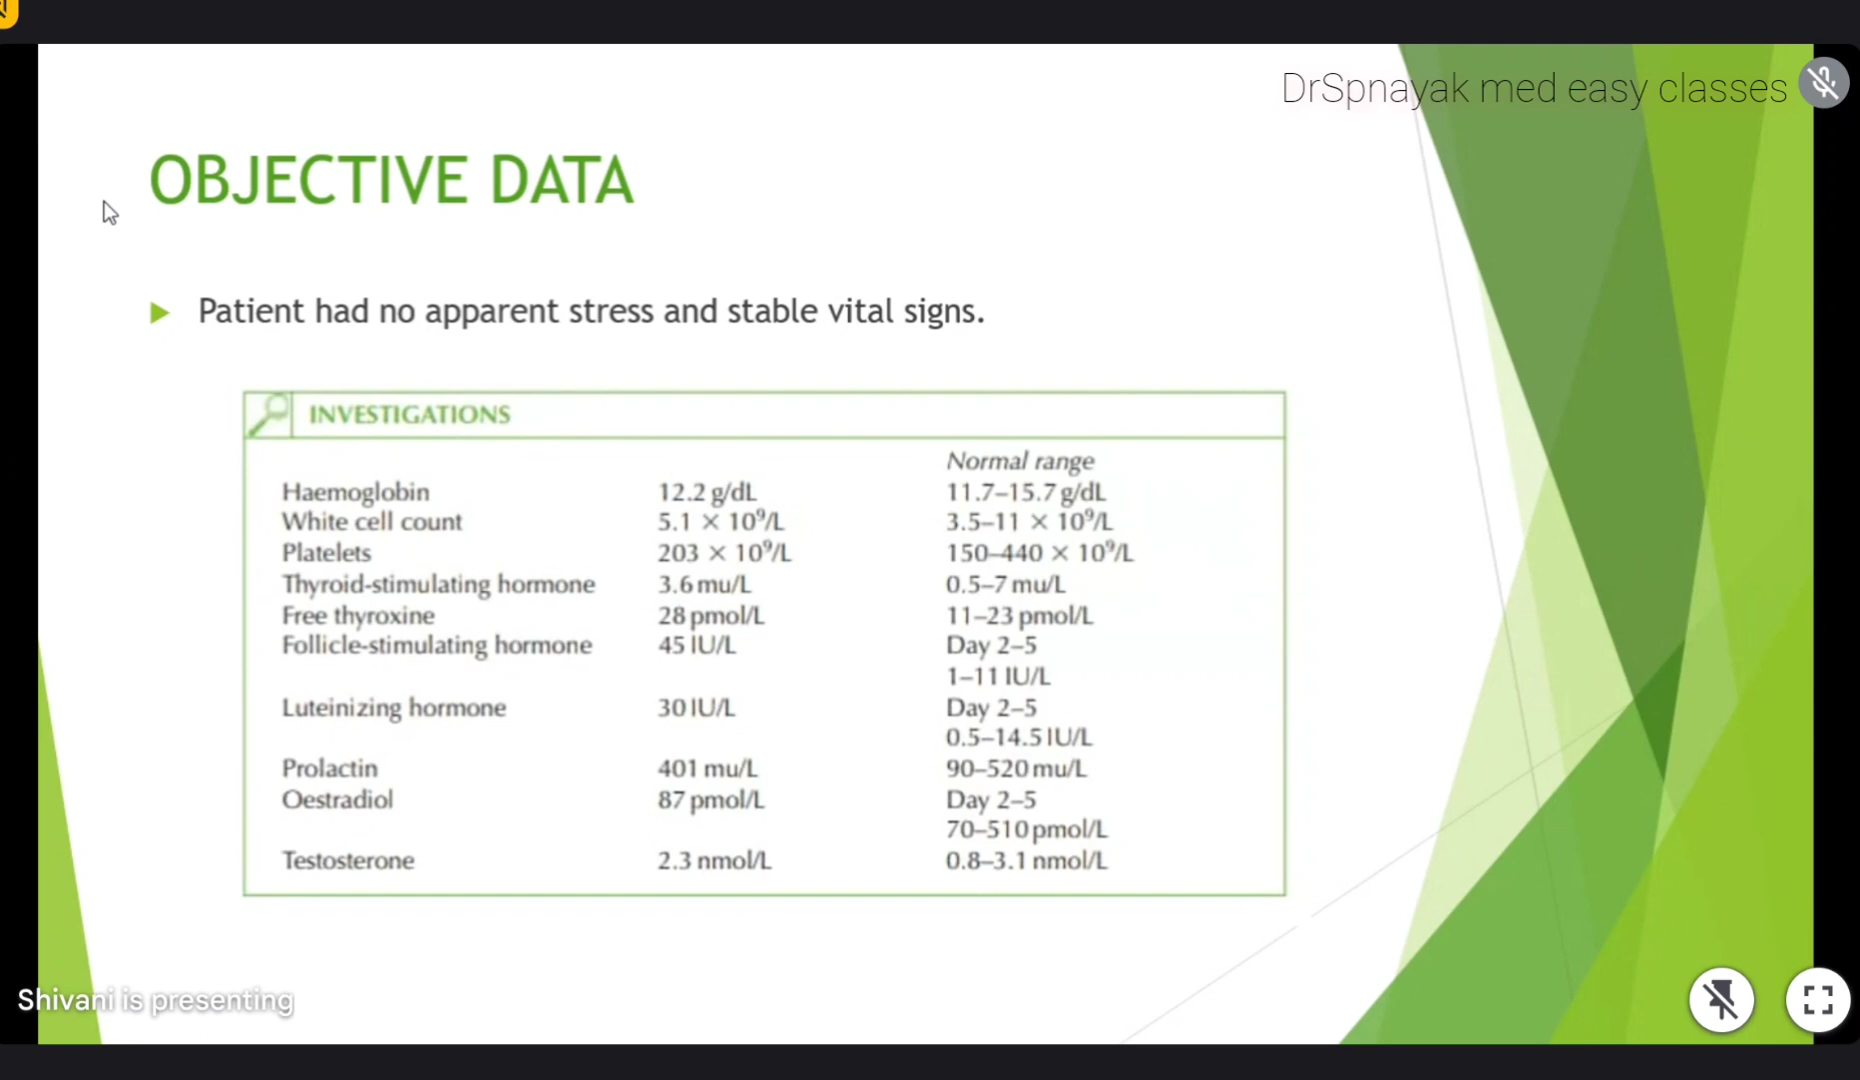 DrSpnayak med easy classes
OBJECTIVE DATA
Patient had no apparent stress and stable vital signs.
INVESTIGATIONS
Normal range
Haemoglobin 12.2 g/dL 11.7–15.7 g/dL
White cell count 5.1 × 10⁹/L 3.5–11 × 10⁹/L
Platelets 203 × 10⁹/L 150–440 × 10⁹/L
Thyroid-stimulating hormone 3.6 mu/L 0.5–7 mu/L
Free thyroxine 28 pmol/L 11–23 pmol/L
Follicle-stimulating hormone 45 IU/L Day 2–5
1–11 IU/L
Luteinizing hormone 30 IU/L Day 2–5
0.5–14.5 IU/L
Prolactin 401 mu/L 90–520 mu/L
Oestradiol 87 pmol/L Day 2–5
70–510 pmol/L
Testosterone 2.3 nmol/L 0.8–3.1 nmol/L
Shivani is presenting